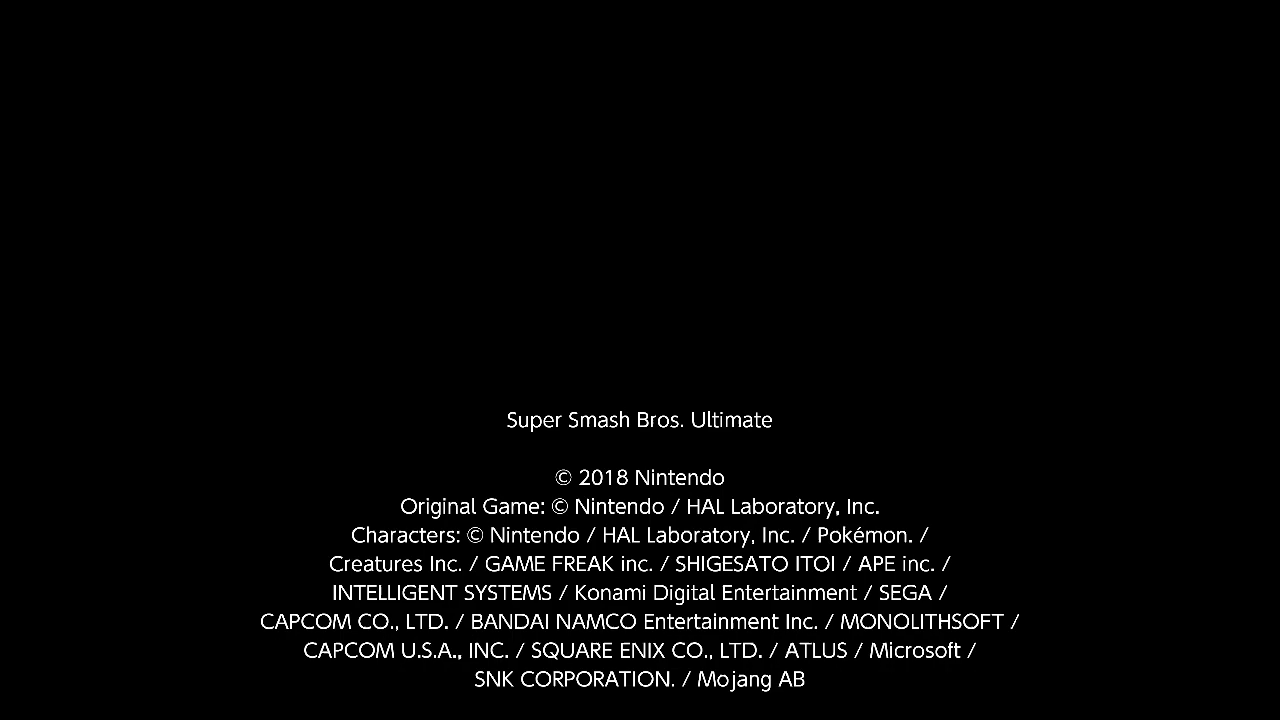 Super Smash Bros. Ultimate
© 2018 Nintendo
Original Game: © Nintendo / HAL Laboratory, Inc.
Characters: © Nintendo / HAL Laboratory, Inc. / Pokémon. /
Creatures Inc. / GAME FREAK inc. / SHIGESATO ITOI / APE inc. /
INTELLIGENT SYSTEMS / Konami Digital Entertainment / SEGA /
CAPCOM CO., LTD. / BANDAI NAMCO Entertainment Inc. / MONOLITHSOFT /
CAPCOM U.S.A., INC. / SQUARE ENIX CO., LTD. / ATLUS / Microsoft /
SNK CORPORATION. / Mojang AB